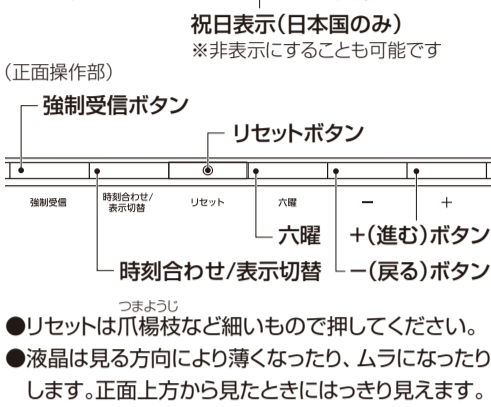 祝日表示(日本国のみ)
※非表示にすることも可能です
(正面操作部)
強制受信ボタン
リセットボタン
強制受信
時刻合わせ/
表示切替
リセット
六曜
−
+
六曜
+(進む)ボタン
時刻合わせ/表示切替
−(戻る)ボタン
つまようじ
●リセットは爪楊枝など細いもので押してください。
●液晶は見る方向により薄くなったり、ムラになったり
します。正面上方から見たときにはっきり見えます。